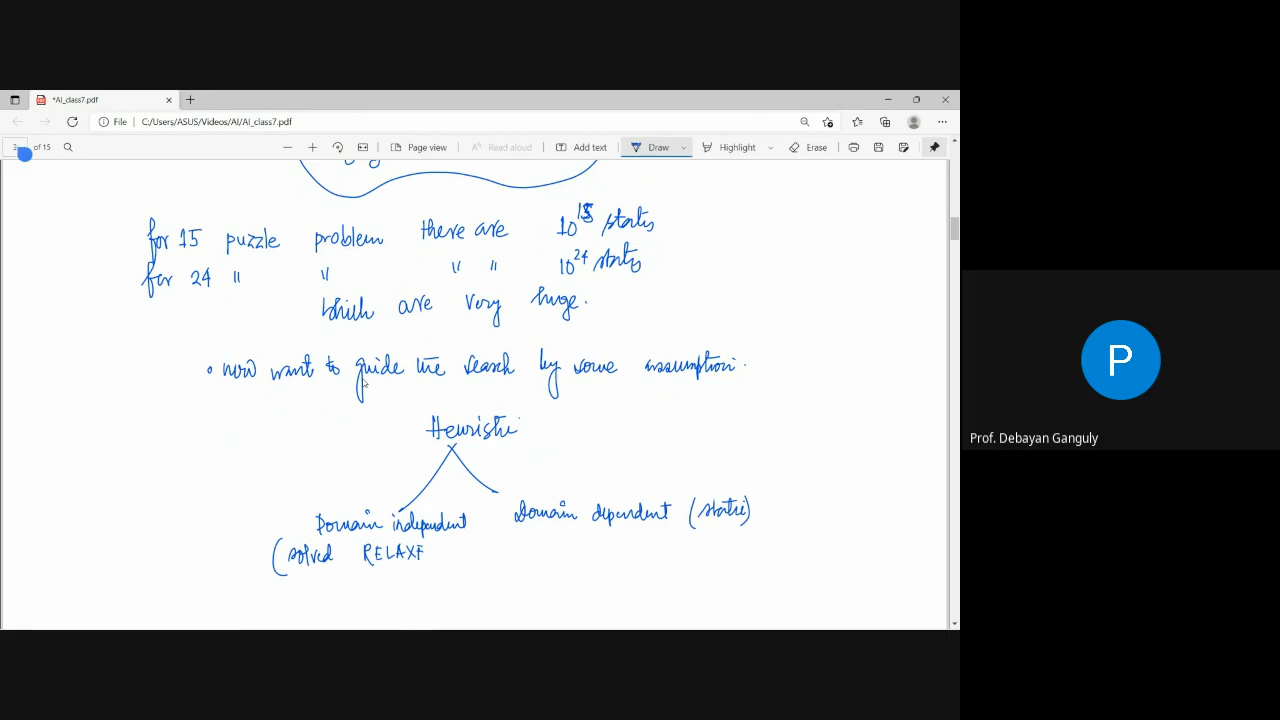 *AI_class7.pdf
File C:/Users/ASUS/Videos/AI/AI_class7.pdf
3 of 15 Page view Read aloud Add text Draw Highlight Erase
for 15 puzzle problem there are states
for 24 " " " " 10^24 states
which are very huge.
• now want to guide the search by some assumption.
Heuristic
Domain independent Domain dependent (static)
(solved RELAXE
P
Prof. Debayan Ganguly